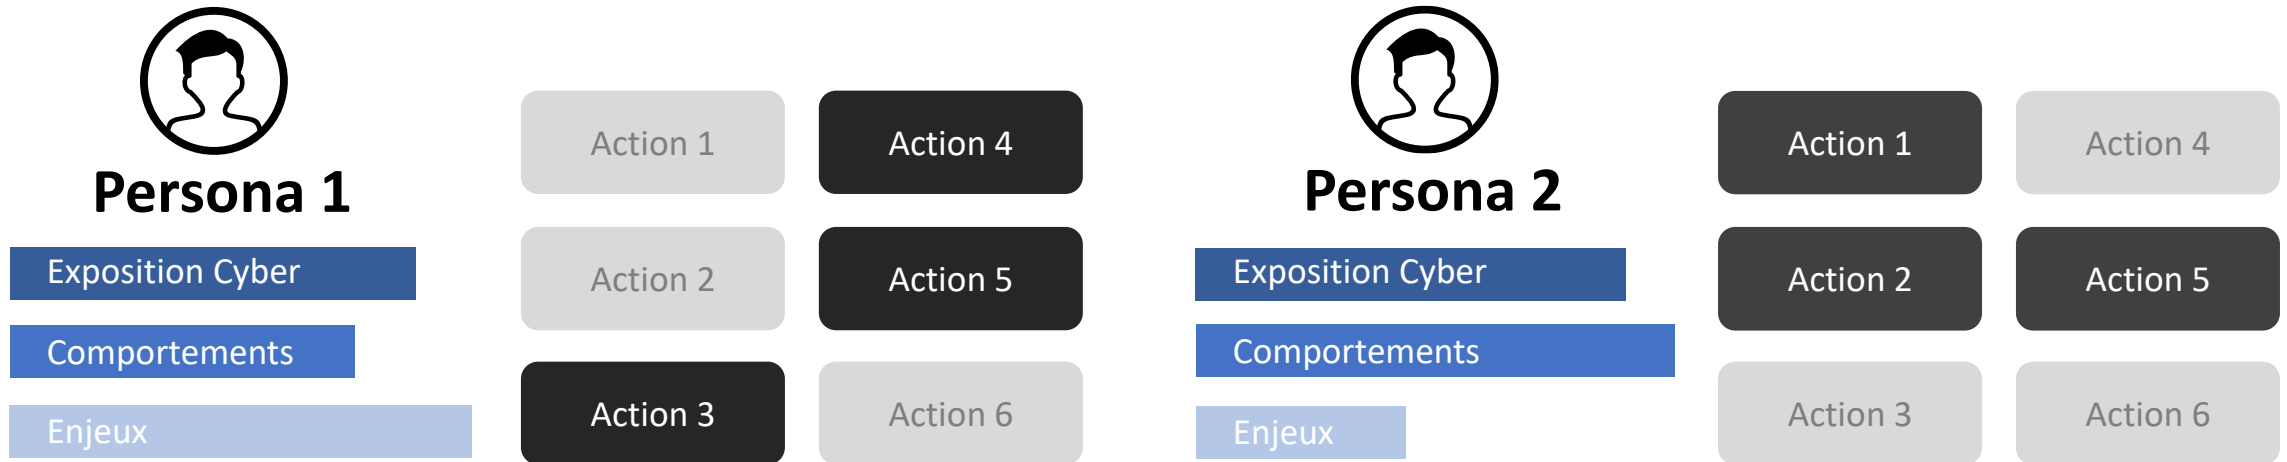 Persona 1
Exposition Cyber
Comportements
Enjeux
Action 1
Action 4
Action 2
Action 5
Action 3
Action 6
Persona 2
Exposition Cyber
Comportements
Enjeux
Action 1
Action 4
Action 2
Action 5
Action 3
Action 6